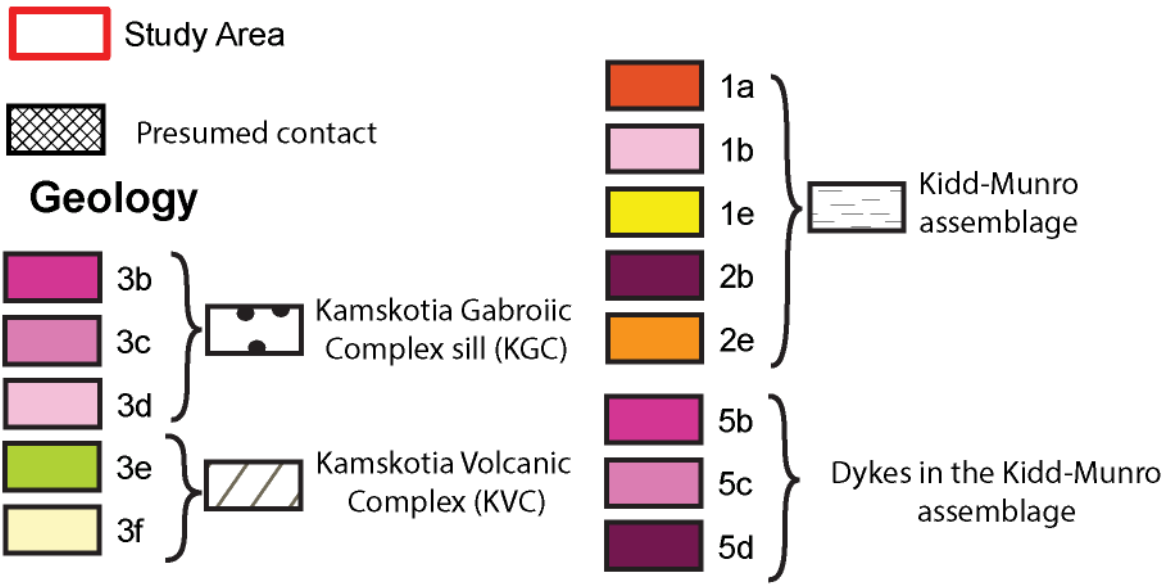 Study Area
Presumed contact
Geology
3b
3c
3d
Kamskotia Gabroiic
Complex sill (KGC)
3e
3f
Kamskotia Volcanic
Complex (KVC)
1a
1b
1e
2b
2e
Kidd-Munro
assemblage
5b
5c
5d
Dykes in the Kidd-Munro
assemblage